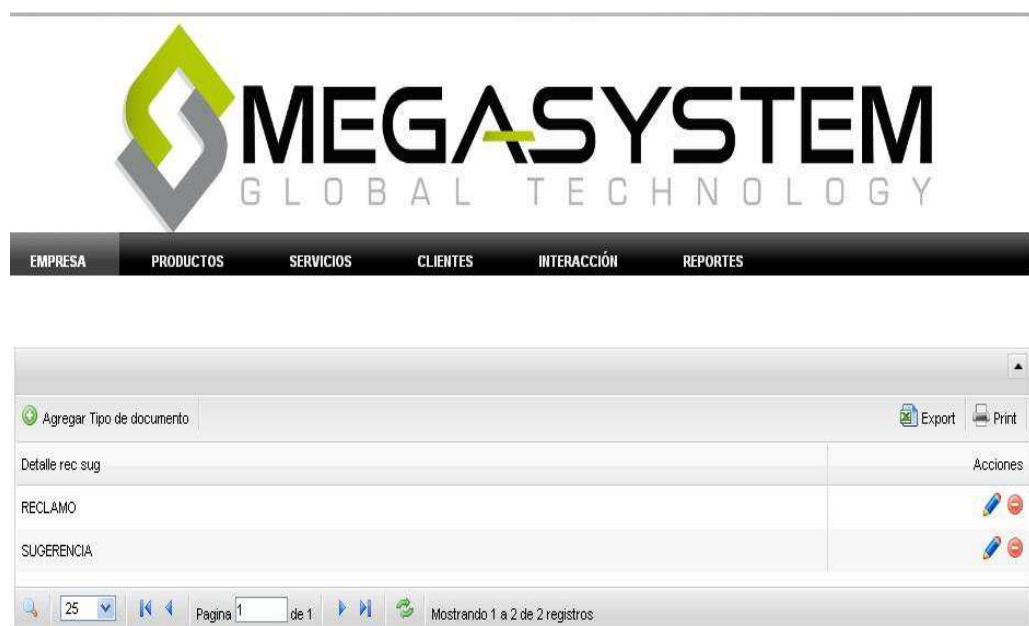 MEGASYSTEM
GLOBAL TECHNOLOGY
EMPRESA PRODUCTOS SERVICIOS CLIENTES INTERACCIÓN REPORTES
Agregar Tipo de documento Export Print
Detalle rec sug Acciones
RECLAMO
SUGERENCIA
25 Pagina 1 de 1 Mostrando 1 a 2 de 2 registros